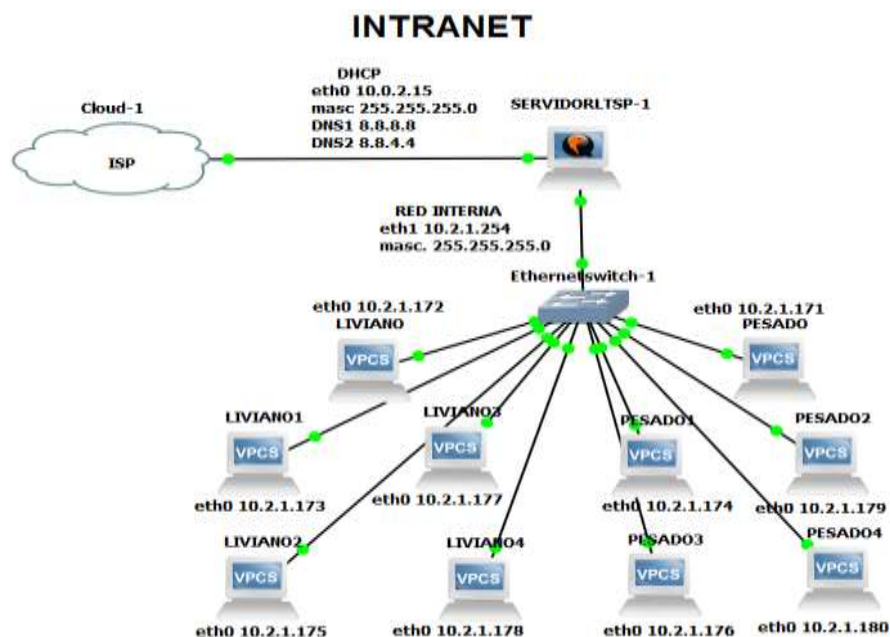 INTRANET
DHCP
eth0 10.0.2.15
masc 255.255.255.0
DNS1 8.8.8.8
DNS2 8.8.4.4
Cloud-1
ISP
SERVIDORLTSP-1
RED INTERNA
eth1 10.2.1.254
masc. 255.255.255.0
Ethernetswitch-1
eth0 10.2.1.172
LIVIANO
VPCS
eth0 10.2.1.171
PESADO
VPCS
LIVIANO1
VPCS
eth0 10.2.1.173
LIVIANO3
VPCS
eth0 10.2.1.177
PESADO1
VPCS
eth0 10.2.1.174
PESADO2
VPCS
eth0 10.2.1.179
LIVIANO2
VPCS
eth0 10.2.1.175
LIVIANO4
VPCS
eth0 10.2.1.178
PESADO3
VPCS
eth0 10.2.1.176
PESADO4
VPCS
eth0 10.2.1.180